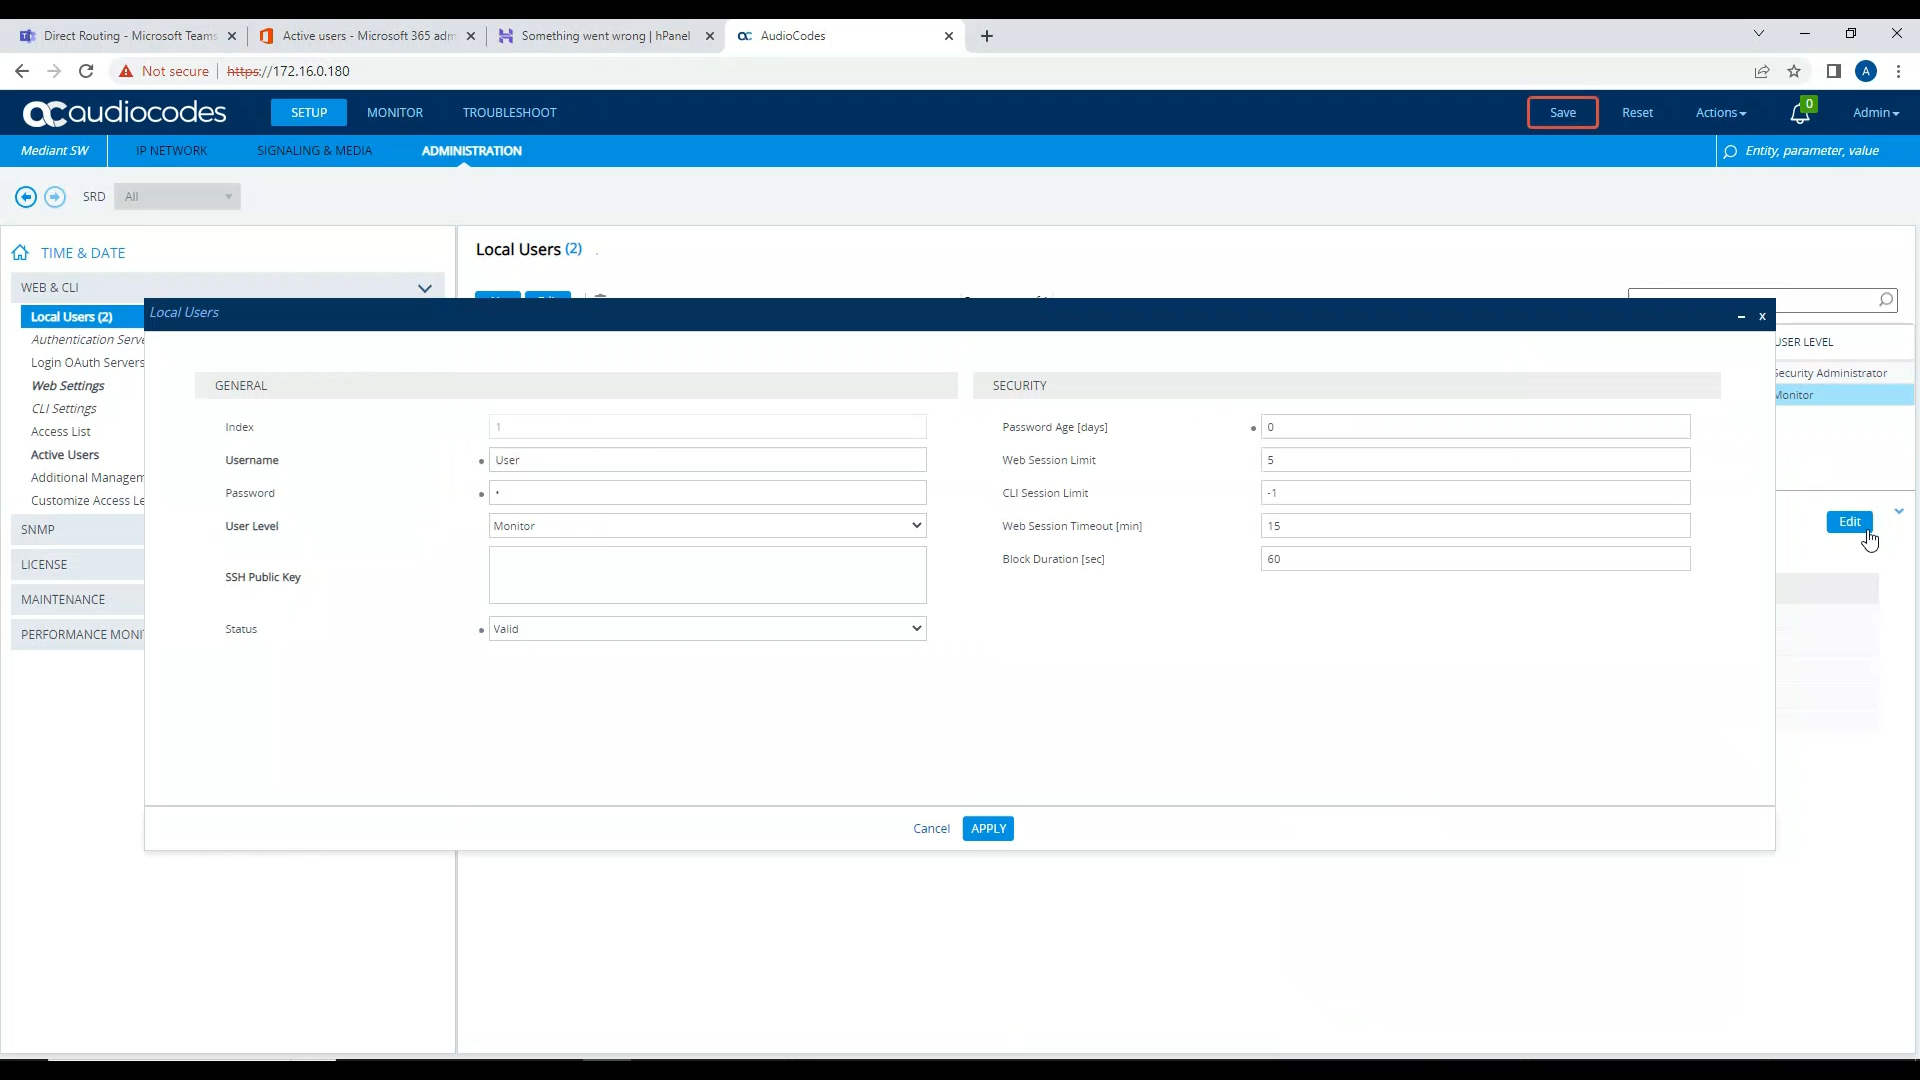 Direct Routing - Microsoft Teams
Active users - Microsoft 365 adm
Something went wrong | hPanel
AudioCodes
Not secure
https://172.16.0.180
A
audiocodes
SETUP
MONITOR
TROUBLESHOOT
Save
Reset
Actions
0
Admin
Mediant SW
IP NETWORK
SIGNALING & MEDIA
ADMINISTRATION
Entity, parameter, value
SRD
All
TIME & DATE
WEB & CLI
Local Users (2)
Authentication Serve
Login OAuth Servers
Web Settings
CLI Settings
Access List
Active Users
Additional Managem
Customize Access Le
SNMP
LICENSE
MAINTENANCE
PERFORMANCE MONI
Local Users (2)
USER LEVEL
Security Administrator
Monitor
Edit
Local Users
x
GENERAL
Index
1
Username
User
Password
•
User Level
Monitor
SSH Public Key
Status
Valid
SECURITY
Password Age [days]
0
Web Session Limit
5
CLI Session Limit
-1
Web Session Timeout [min]
15
Block Duration [sec]
60
Cancel
APPLY